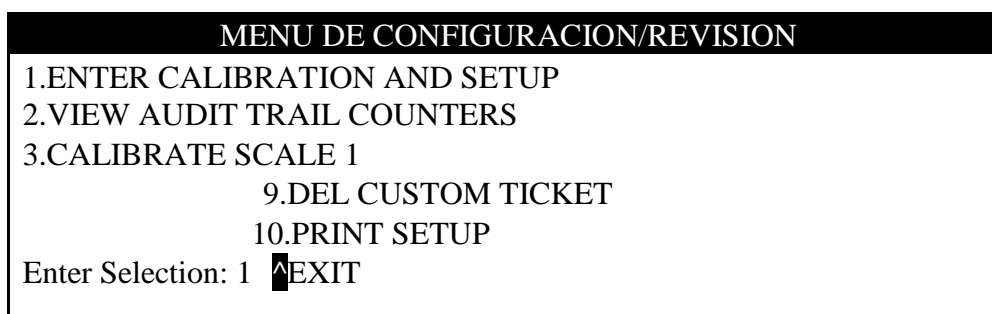 MENU DE CONFIGURACION/REVISION
1.ENTER CALIBRATION AND SETUP
2.VIEW AUDIT TRAIL COUNTERS
3.CALIBRATE SCALE 1
9.DEL CUSTOM TICKET
10.PRINT SETUP
Enter Selection: 1 ^EXIT